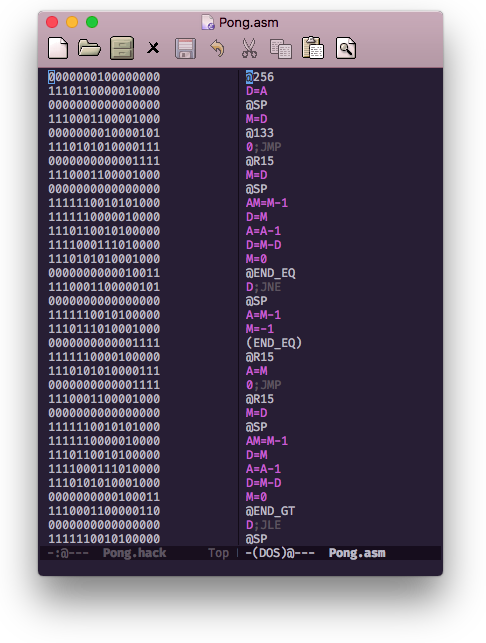 Pong.asm
0000000100000000
1110110000010000
0000000000000000
1110001100001000
0000000010000101
1110101010000111
0000000000001111
1110001100001000
0000000000000000
1111110010101000
1111110000010000
1110110010100000
1111000111010000
1110101010001000
0000000000010011
1110001100000101
0000000000000000
1111110010100000
1110111010001000
0000000000001111
1111110000100000
1110101010000111
0000000000001111
1110001100001000
0000000000000000
1111110010101000
1111110000010000
1110110010100000
1111000111010000
1110101010001000
0000000000100011
1110001100000110
0000000000000000
1111110010100000
-:@--- Pong.hack Top
@256
D=A
@SP
M=D
@133
0;JMP
@R15
M=D
@SP
AM=M-1
D=M
A=A-1
D=M-D
M=0
@END_EQ
D;JNE
@SP
A=M-1
M=-1
(END_EQ)
@R15
A=M
0;JMP
@R15
M=D
@SP
AM=M-1
D=M
A=A-1
D=M-D
M=0
@END_GT
D;JLE
@SP
-(DOS)@--- Pong.asm